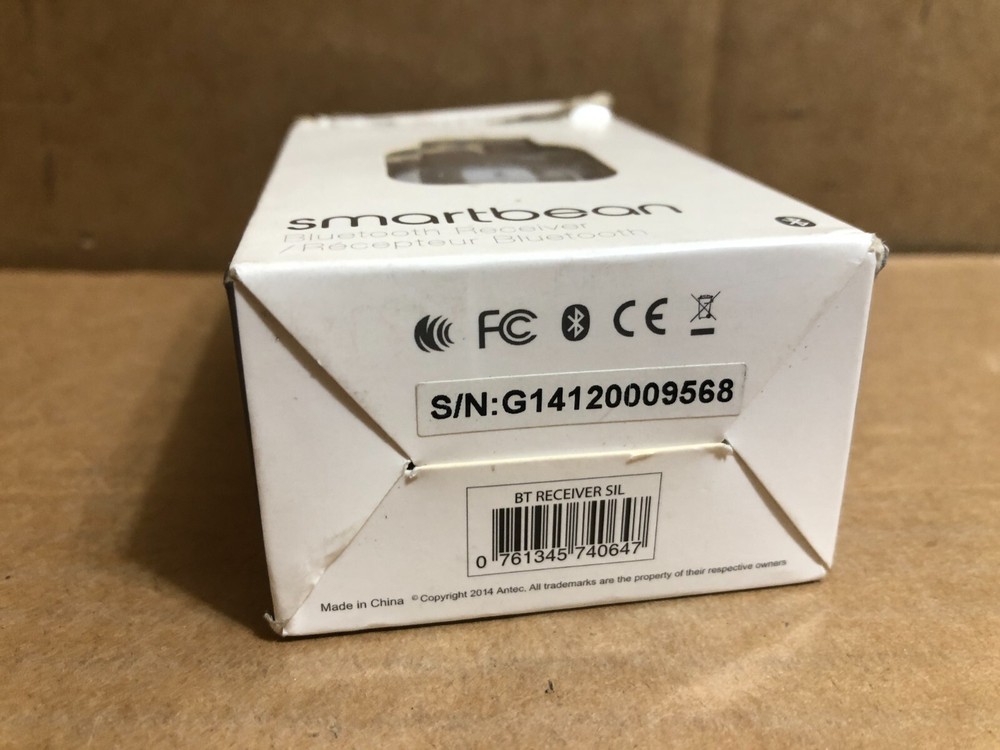 smartbean
Bluetooth Receiver
/Récepteur Bluetooth
FC CE
S/N:G14120009568
BT RECEIVER SIL
0 761345 740647
Made in China ©Copyright 2014 Antec. All trademarks are the property of their respective owners